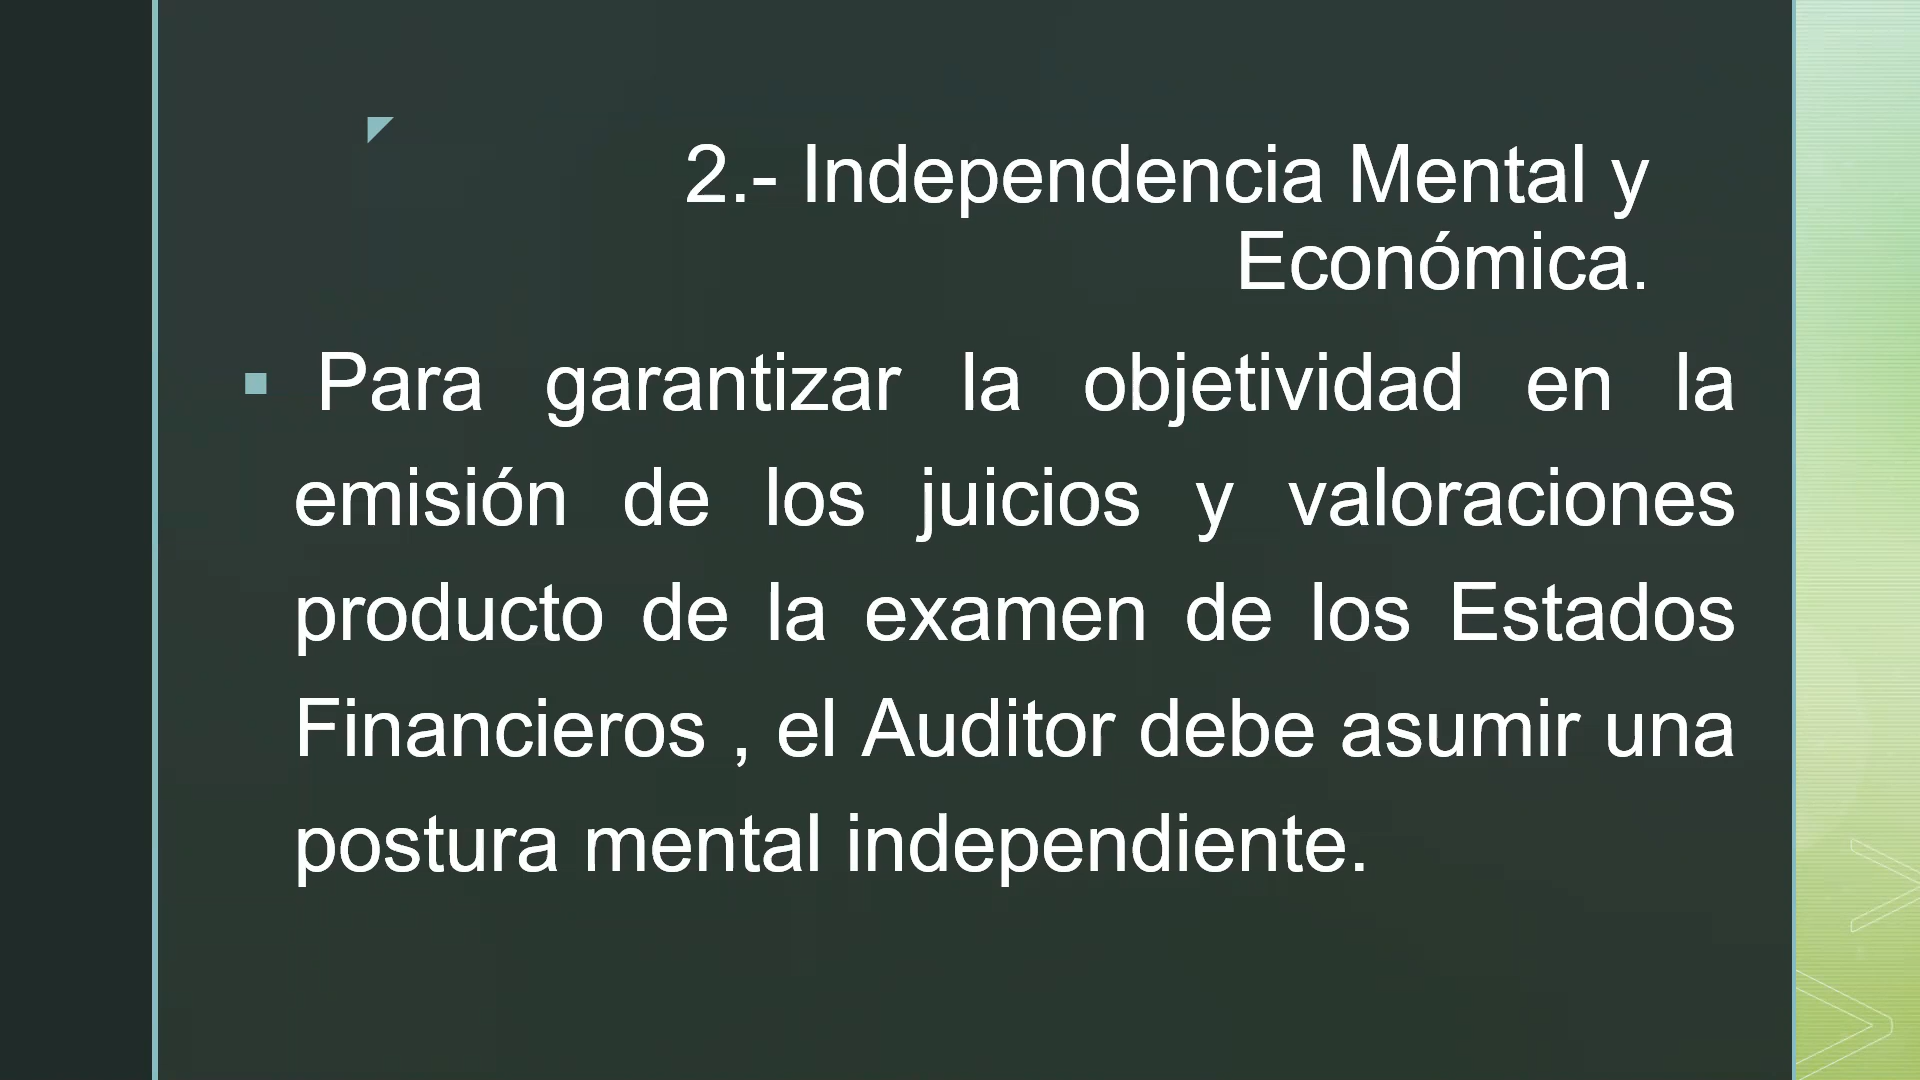 2.- Independencia Mental y
Económica.
Para garantizar la objetividad en la
emisión de los juicios y valoraciones
producto de la examen de los Estados
Financieros , el Auditor debe asumir una
postura mental independiente.